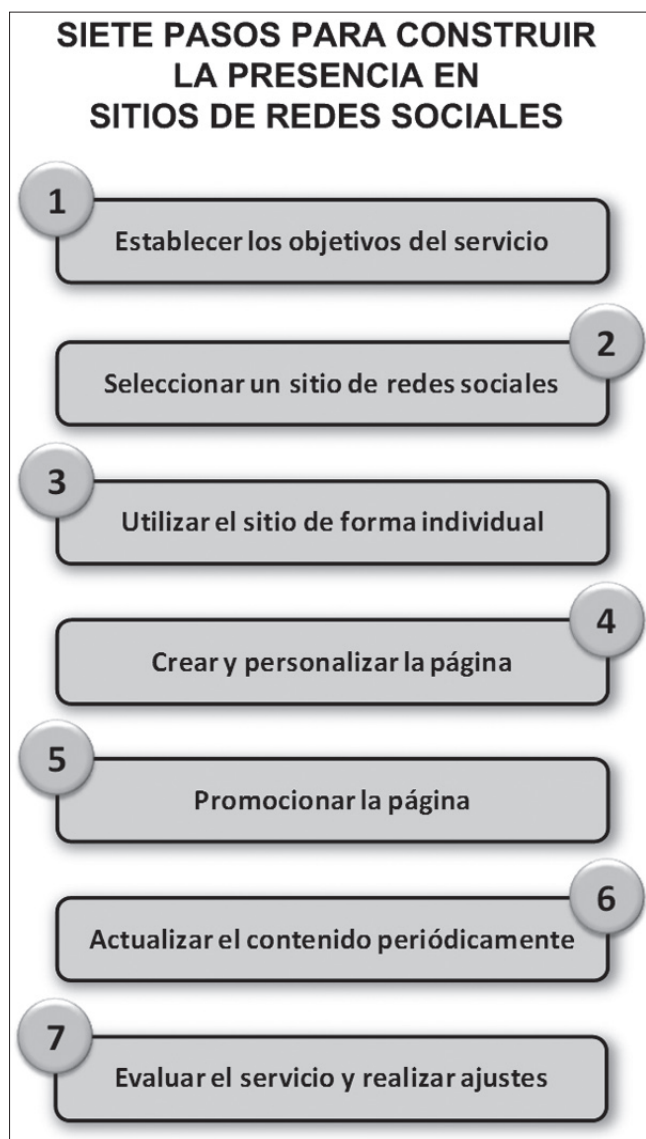 SIETE PASOS PARA CONSTRUIR
LA PRESENCIA EN
SITIOS DE REDES SOCIALES
1
Establecer los objetivos del servicio
2
Seleccionar un sitio de redes sociales
3
Utilizar el sitio de forma individual
4
Crear y personalizar la página
5
Promocionar la página
6
Actualizar el contenido periódicamente
7
Evaluar el servicio y realizar ajustes